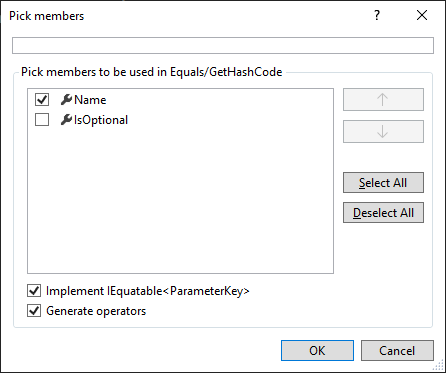 Pick members
?
Pick members to be used in Equals/GetHashCode
Name
IsOptional
Select All
Deselect All
Implement IEquatable<ParameterKey>
Generate operators
OK
Cancel